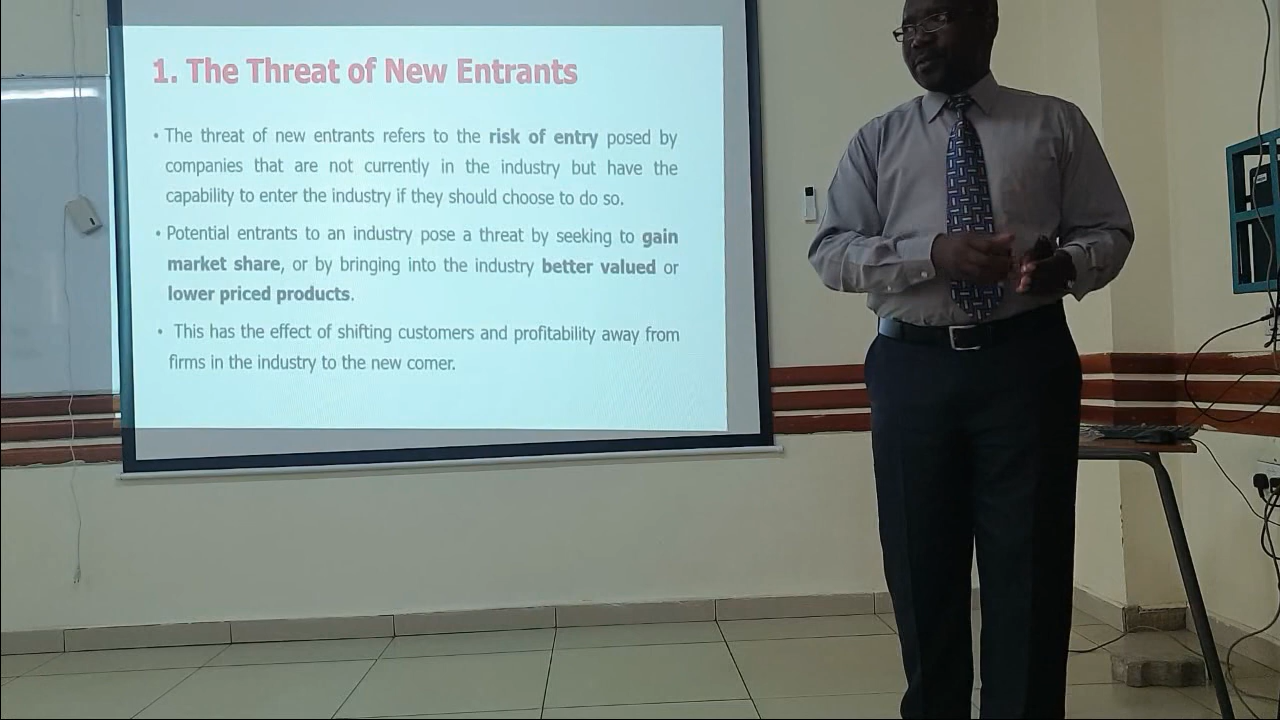 1. The Threat of New Entrants
• The threat of new entrants refers to the risk of entry posed by
companies that are not currently in the industry but have the
capability to enter the industry if they should choose to do so.
• Potential entrants to an industry pose a threat by seeking to gain
market share, or by bringing into the industry better valued or
lower priced products.
• This has the effect of shifting customers and profitability away from
firms in the industry to the new comer.